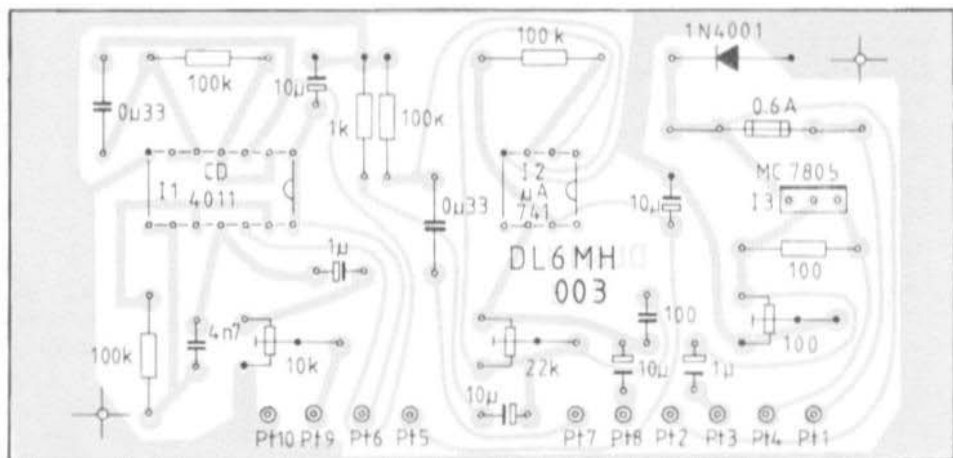 1N4001
100k
10µ
100k
0µ33
1k
100k
0.6A
CD
4011
I1
I2
µA
741
MC 7805
I3
10µ
0µ33
1µ
DL6MH
003
100
100
100k
4n7
10k
22k
10µ
1µ
100
10µ
Pt10 Pt9 Pt6 Pt5 Pt7 Pt8 Pt2 Pt3 Pt4 Pt1